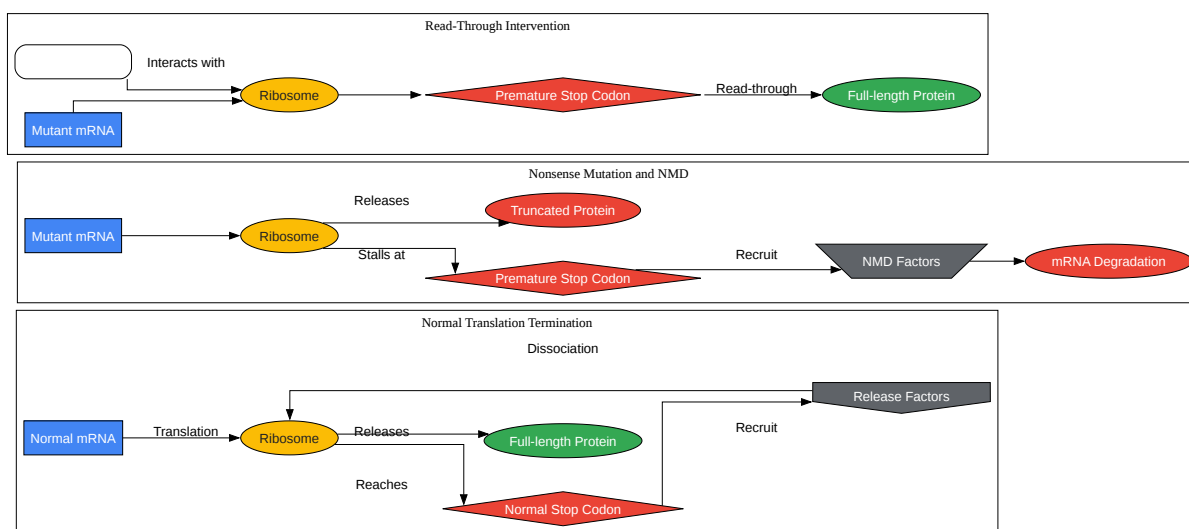 Read-Through Intervention
Interacts with
Ribosome
Premature Stop Codon
Read-through
Full-length Protein
Mutant mRNA
Nonsense Mutation and NMD
Releases
Truncated Protein
Mutant mRNA
Ribosome
Stalls at
Premature Stop Codon
Recruit
NMD Factors
mRNA Degradation
Normal Translation Termination
Dissociation
Release Factors
Normal mRNA
Translation
Ribosome
Releases
Full-length Protein
Recruit
Reaches
Normal Stop Codon